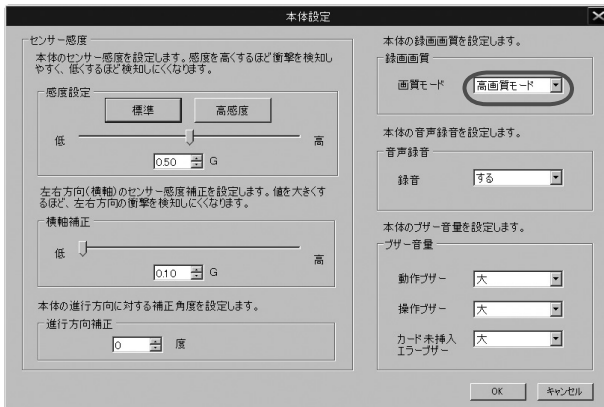 本体設定
センサー感度
本体のセンサー感度を設定します。感度を高くするほど衝撃を検知し
やすく、低くするほど検知しにくくなります。
感度設定
標準
高感度
低
高
0.50
G
左右方向(横軸)のセンサー感度補正を設定します。値を大きくす
るほど、左右方向の衝撃を検知しにくくなります。
横軸補正
低
高
0.10
G
本体の進行方向に対する補正角度を設定します。
進行方向補正
0
度
本体の録画画質を設定します。
録画画質
画質モード
高画質モード
本体の音声録音を設定します。
音声録音
録音
する
本体のブザー音量を設定します。
ブザー音量
動作ブザー
大
操作ブザー
大
カード未挿入
エラーブザー
大
OK
キャンセル